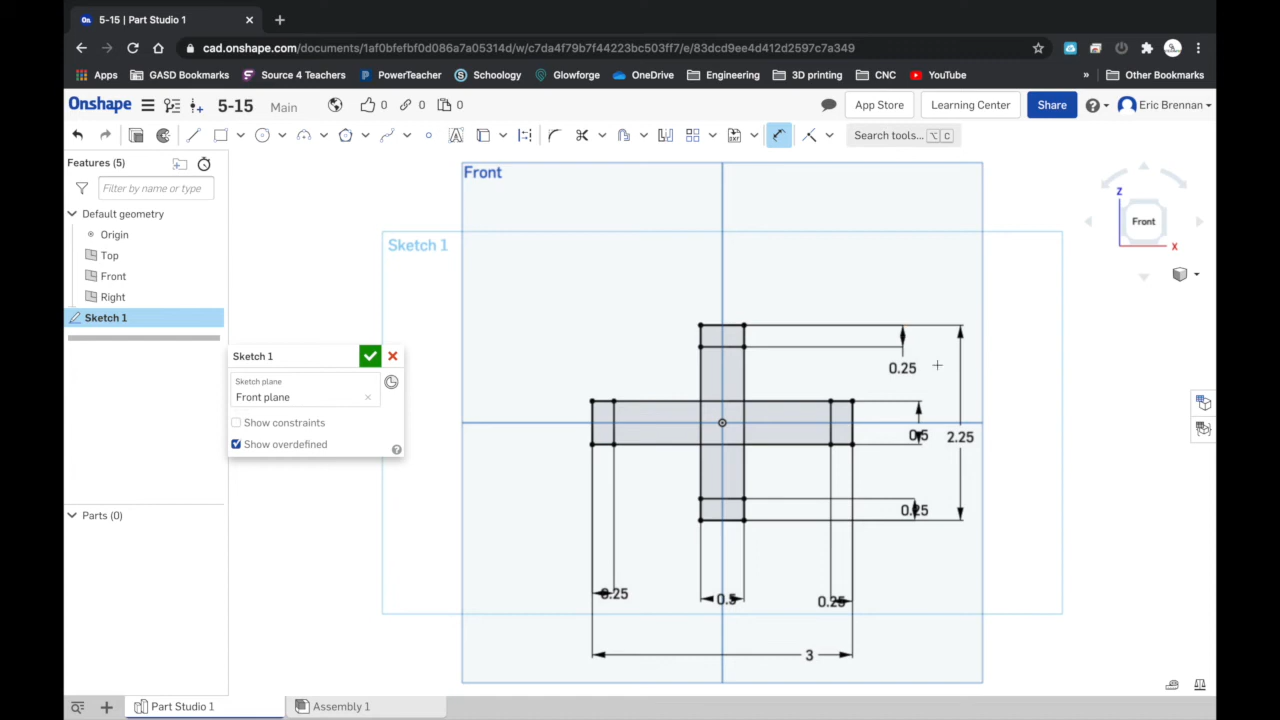 On 5-15 | Part Studio 1
cad.onshape.com/documents/1af0bfefbf0d086a7a05314d/w/c7da4f79b7f44223bc503ff7/e/83dcd9ee4d412d2597c7a349
Apps GASD Bookmarks Source 4 Teachers PowerTeacher Schoology Glowforge OneDrive Engineering 3D printing CNC YouTube » Other Bookmarks
Onshape 5-15 Main 0 0 0 App Store Learning Center Share Eric Brennan
Search tools... ⌥ C
Features (5)
Filter by name or type
Default geometry
Origin
Top
Front
Right
Sketch 1
Sketch 1
Sketch plane
Front plane
Show constraints
Show overdefined
Parts (0)
Front
Sketch 1
Z
Front
X
0.25
0.5
2.25
0.25
0.25
0.5
0.25
3
Part Studio 1 Assembly 1